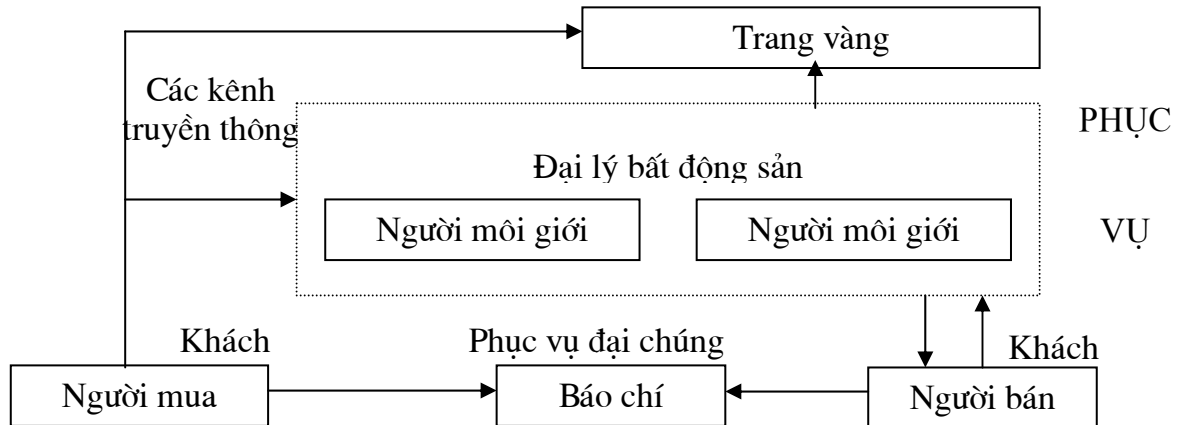 Trang vàng
Các kênh
truyền thông
PHỤC
Đại lý bất động sản
Người môi giới
Người môi giới
VỤ
Khách
Phục vụ đại chúng
Khách
Người mua
Báo chí
Người bán